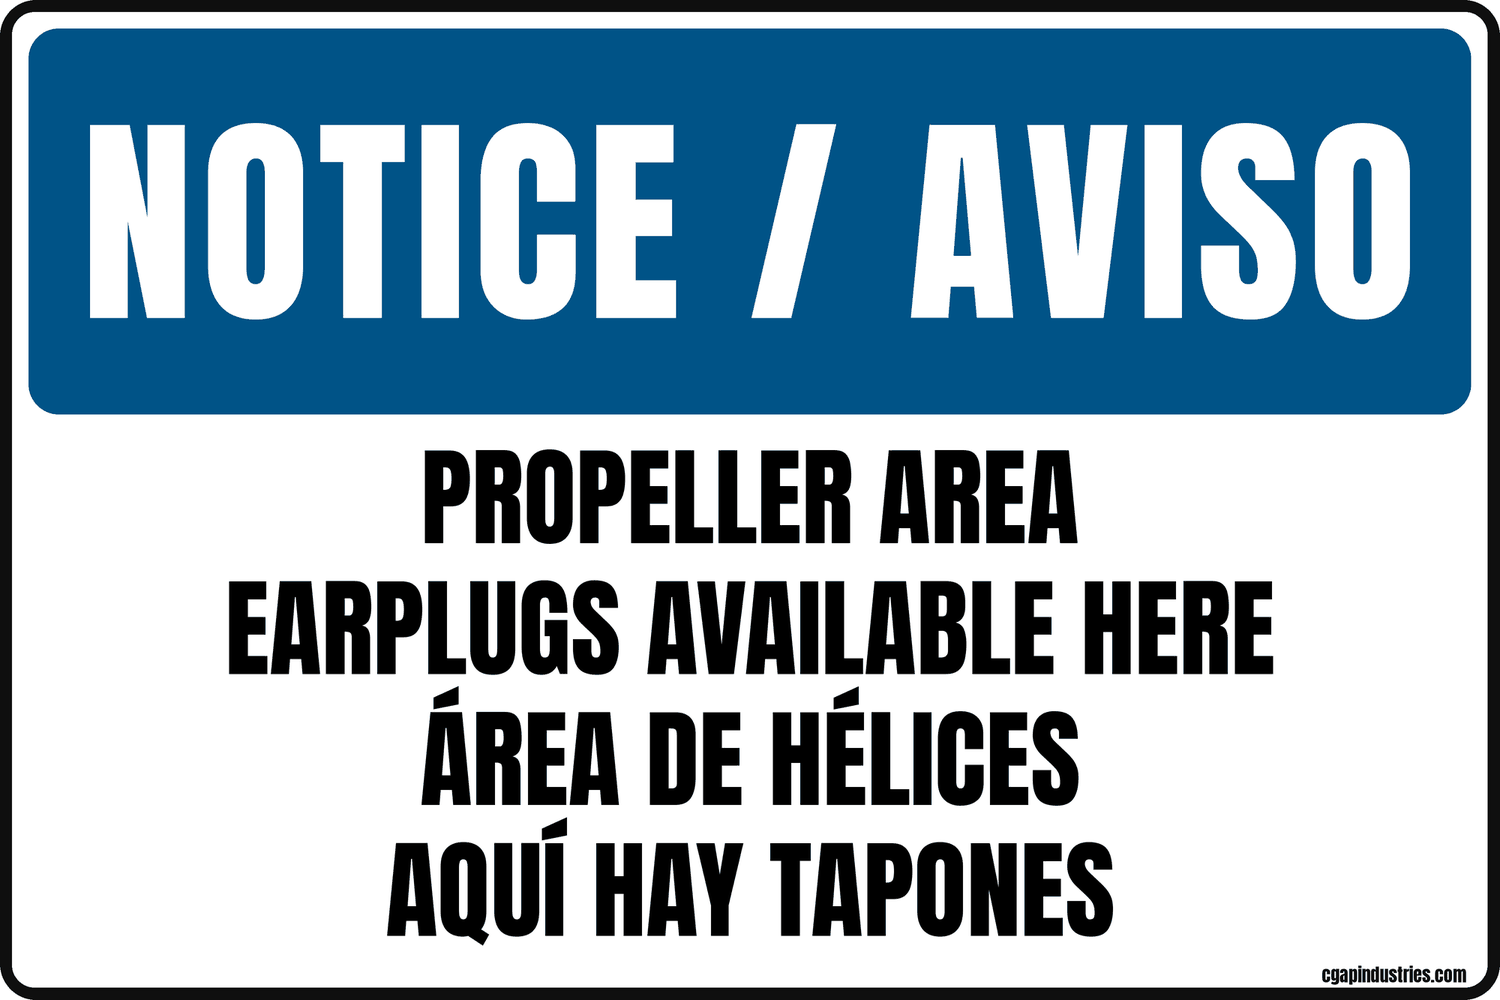 NOTICE / AVISO
PROPELLER AREA
EARPLUGS AVAILABLE HERE
ÁREA DE HÉLICES
AQUÍ HAY TAPONES
cgapindustries.com